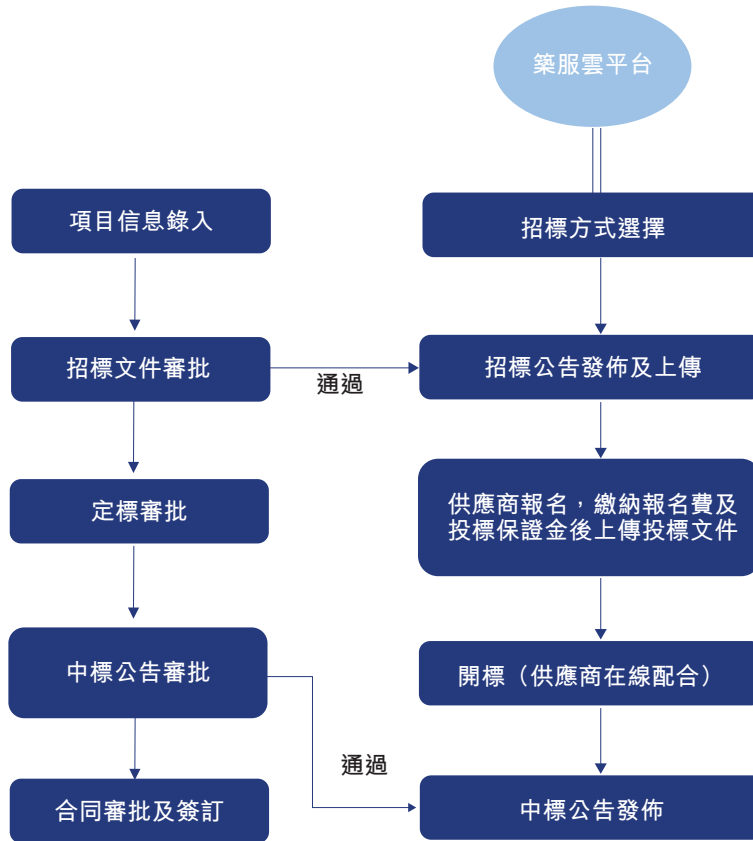 築服雲平台
項目信息錄入
招標方式選擇
招標文件審批
通過
招標公告發佈及上傳
定標審批
供應商報名，繳納報名費及
投標保證金後上傳投標文件
中標公告審批
開標（供應商在線配合）
通過
合同審批及簽訂
中標公告發佈